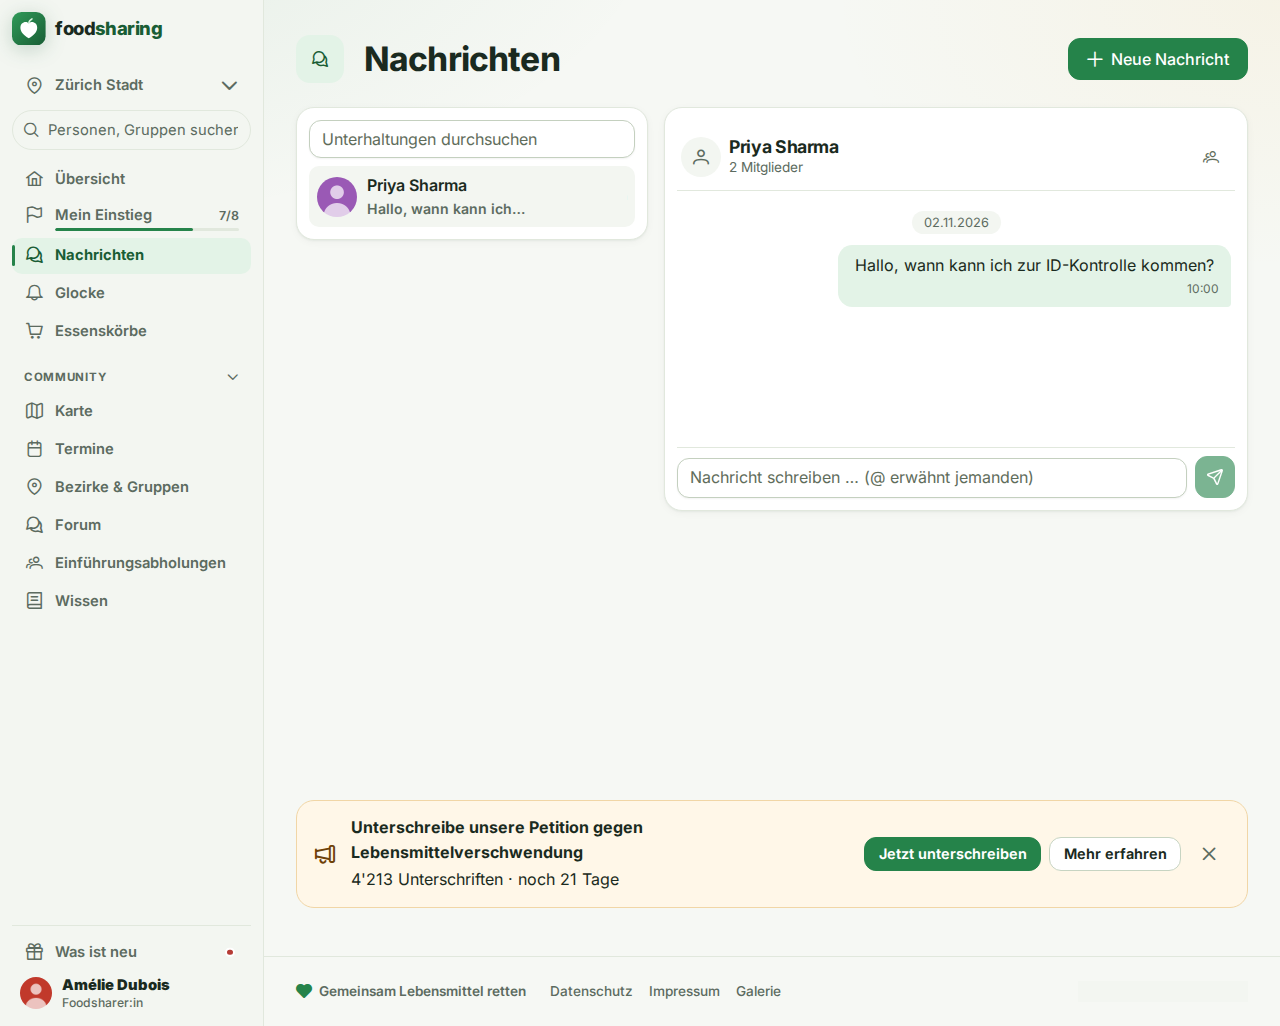 foodsharing
Zürich Stadt
Personen, Gruppen sucher
Übersicht
Mein Einstieg 7/8
Nachrichten
Glocke
Essenskörbe
COMMUNITY
Karte
Termine
Bezirke & Gruppen
Forum
Einführungsabholungen
Wissen
Was ist neu
Amélie Dubois
Foodsharer:in
Nachrichten
Neue Nachricht
Unterhaltungen durchsuchen
Priya Sharma
Hallo, wann kann ich…
Priya Sharma
2 Mitglieder
02.11.2026
Hallo, wann kann ich zur ID-Kontrolle kommen?
10:00
Nachricht schreiben … (@ erwähnt jemanden)
Unterschreibe unsere Petition gegen
Lebensmittelverschwendung
4'213 Unterschriften · noch 21 Tage
Jetzt unterschreiben
Mehr erfahren
Gemeinsam Lebensmittel retten
Datenschutz
Impressum
Galerie